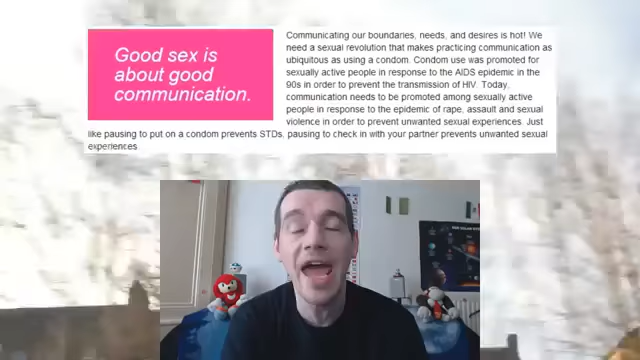 Good sex is
about good
communication.
Communicating our boundaries, needs, and desires is hot! We
need a sexual revolution that makes practicing communication as
ubiquitous as using a condom. Condom use was promoted for
sexually active people in response to the AIDS epidemic in the
90s in order to prevent the transmission of HIV. Today,
communication needs to be promoted among sexually active
people in response to the epidemic of rape, assault and sexual
violence in order to prevent unwanted sexual experiences. Just
like pausing to put on a condom prevents STDs, pausing to check in with your partner prevents unwanted sexual
experiences.